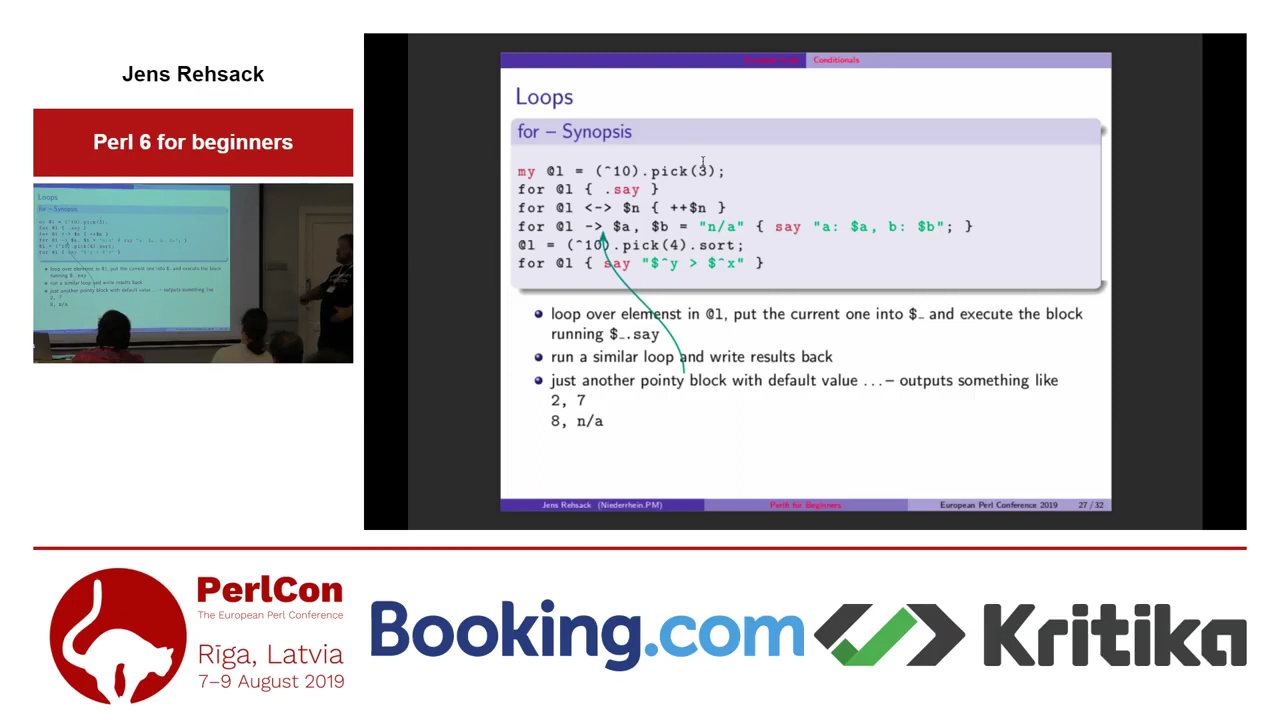 Jens Rehsack
Perl 6 for beginners
Conditionals
Loops
for – Synopsis
my @l = (^10).pick(3);
for @l { .say }
for @l <-> $n { ++$n }
for @l -> $a, $b = "n/a" { say "a: $a, b: $b"; }
@l = (^10).pick(4).sort;
for @l { say "$^y > $^x" }
loop over elemenst in @l, put the current one into $_ and execute the block
running $_.say
run a similar loop and write results back
just another pointy block with default value ...– outputs something like
2, 7
8, n/a
Jens Rehsack (Niederrhein.PM)
Perl6 for Beginners
European Perl Conference 2019
27 / 32
PerlCon
The European Perl Conference
Rīga, Latvia
7–9 August 2019
Booking.com
Kritika